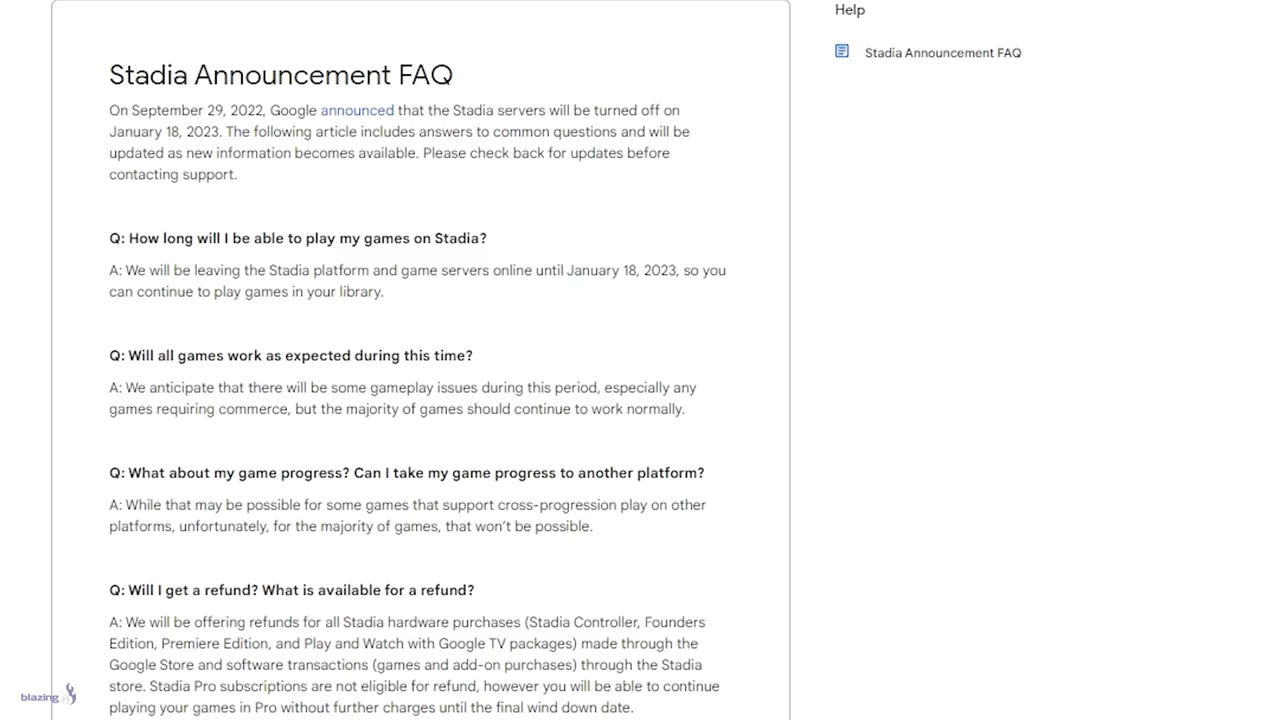 Help
Stadia Announcement FAQ
Stadia Announcement FAQ
On September 29, 2022, Google announced that the Stadia servers will be turned off on
January 18, 2023. The following article includes answers to common questions and will be
updated as new information becomes available. Please check back for updates before
contacting support.
Q: How long will I be able to play my games on Stadia?
A: We will be leaving the Stadia platform and game servers online until January 18, 2023, so you
can continue to play games in your library.
Q: Will all games work as expected during this time?
A: We anticipate that there will be some gameplay issues during this period, especially any
games requiring commerce, but the majority of games should continue to work normally.
Q: What about my game progress? Can I take my game progress to another platform?
A: While that may be possible for some games that support cross-progression play on other
platforms, unfortunately, for the majority of games, that won't be possible.
Q: Will I get a refund? What is available for a refund?
A: We will be offering refunds for all Stadia hardware purchases (Stadia Controller, Founders
Edition, Premiere Edition, and Play and Watch with Google TV packages) made through the
Google Store and software transactions (games and add-on purchases) through the Stadia
store. Stadia Pro subscriptions are not eligible for refund, however you will be able to continue
playing your games in Pro without further charges until the final wind down date.
blazing